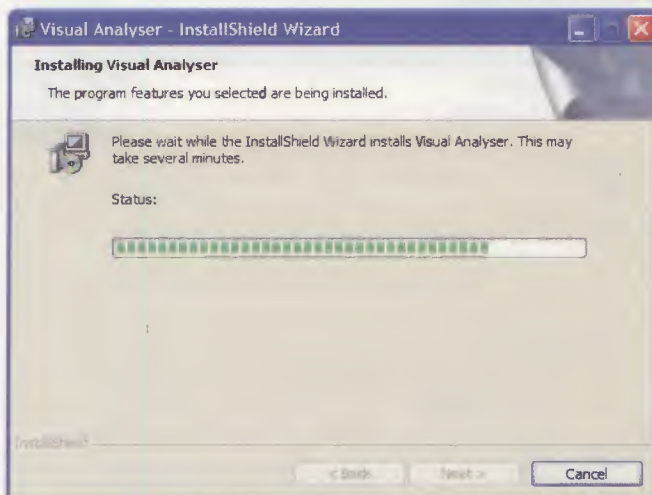 Visual Analyser - InstallShield Wizard
Installing Visual Analyser
The program features you selected are being installed.
Please wait while the InstallShield Wizard installs Visual Analyser. This may
take several minutes.
Status:
InstallShield
< Back
Next >
Cancel